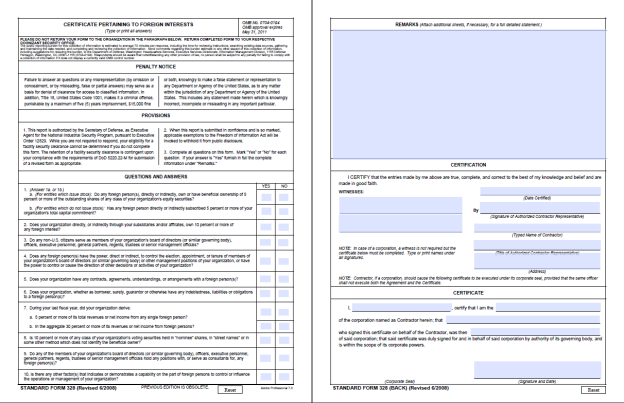 CERTIFICATE PERTAINING TO FOREIGN INTERESTS
(Type or print all answers)
OMB No. 0704-0194
OMB approval expires
May 31, 2011
PLEASE DO NOT RETURN YOUR FORM TO THE ORGANIZATION IN THE PARAGRAPH BELOW. RETURN COMPLETED FORM TO YOUR RESPECTIVE
COGNIZANT SECURITY OFFICE.
PENALTY NOTICE
Failure to answer all questions or any misrepresentation (by omission or
concealment, or by misleading, false or partial answers) may serve as a
basis for denial of clearance for access to classified information. In
addition, Title 18, United States Code 1001, makes it a criminal offense,
punishable by a maximum of five (5) years imprisonment, $15,000 fine
or both, knowingly to make a false statement or representation to
any Department or Agency of the United States, as to any matter
within the jurisdiction of any Department or Agency of the United
States. This includes any statement made herein which is knowingly
incorrect, incomplete or misleading in any important particular.
PROVISIONS
1. This report is authorized by the Secretary of Defense, as Executive
Agent for the National Industrial Security Program, pursuant to Executive
Order 12829. While you are not required to respond, your eligibility for a
facility security clearance cannot be determined if you do not complete
this form. The retention of a facility security clearance is contingent upon
your compliance with the requirements of DoD 5220.22-M for submission
of a revised form as appropriate.
2. When this report is submitted in confidence and is so marked,
applicable exemptions to the Freedom of Information Act will be
invoked to withhold it from public disclosure.
3. Complete all questions on this form. Mark "Yes" or "No" for each
question. If your answer is "Yes" furnish in full the complete
information under "Remarks."
QUESTIONS AND ANSWERS
YES NO
1. (Answer 1a. or 1b.)
a. (For entities which issue stock): Do any foreign person(s), directly or indirectly, own or have beneficial ownership of 5
percent or more of the outstanding shares of any class of your organization's equity securities?
b. (For entities which do not issue stock): Has any foreign person directly or indirectly subscribed 5 percent or more of your
organization's total capital commitment?
2. Does your organization directly, or indirectly through your subsidiaries and/or affiliates, own 10 percent or more of
any foreign interest?
3. Do any non-U.S. citizens serve as members of your organization's board of directors (or similar governing body),
officers, executive personnel, general partners, regents, trustees or senior management officials?
4. Does any foreign person(s) have the power, direct or indirect, to control the election, appointment, or tenure of members of
your organization's board of directors (or similar governing body) or other management positions of your organization, or have
the power to control or cause the direction of other decisions or activities of your organization?
5. Does your organization have any contracts, agreements, understandings, or arrangements with a foreign person(s)?
6. Does your organization, whether as borrower, surety, guarantor or otherwise have any indebtedness, liabilities or obligations
to a foreign person(s)?
7. During your last fiscal year, did your organization derive:
a. 5 percent or more of its total revenues or net income from any single foreign person?
b. In the aggregate 30 percent or more of its revenues or net income from foreign persons?
8. Is 10 percent or more of any class of your organization's voting securities held in "nominee" shares, in "street names" or in
some other method which does not identify the beneficial owner?
9. Do any of the members of your organization's board of directors (or similar governing body), officers, executive personnel,
general partners, regents, trustees or senior management officials hold any positions with, or serve as consultants for, any
foreign person(s)?
10. Is there any other factor(s) that indicates or demonstrates a capability on the part of foreign persons to control or influence
the operations or management of your organization?
STANDARD FORM 328 (Revised 6/2008)
PREVIOUS EDITION IS OBSOLETE.
Reset
Adobe Professional 7.0
REMARKS (Attach additional sheets, if necessary, for a full detailed statement.)
CERTIFICATION
I CERTIFY that the entries made by me above are true, complete, and correct to the best of my knowledge and belief and are
made in good faith.
WITNESSES:
(Date Certified)
By
(Signature of Authorized Contractor Representative)
(Typed Name of Contractor)
NOTE: In case of a corporation, a witness is not required but the
certificate below must be completed. Type or print names under
all signatures.
(Title of Authorized Contractor Representative)
(Address)
NOTE: Contractor, if a corporation, should cause the following certificate to be executed under its corporate seal, provided that the same officer
shall not execute both the Agreement and the Certificate.
CERTIFICATE
I, , certify that I am the
of the corporation named as Contractor herein; that
who signed this certificate on behalf of the Contractor, was then
of said corporation; that said certificate was duly signed for and in behalf of said corporation by authority of its governing body, and
is within the scope of its corporate powers.
(Corporate Seal)
(Signature and Date)
STANDARD FORM 328 (BACK) (Revised 6/2008)
Reset